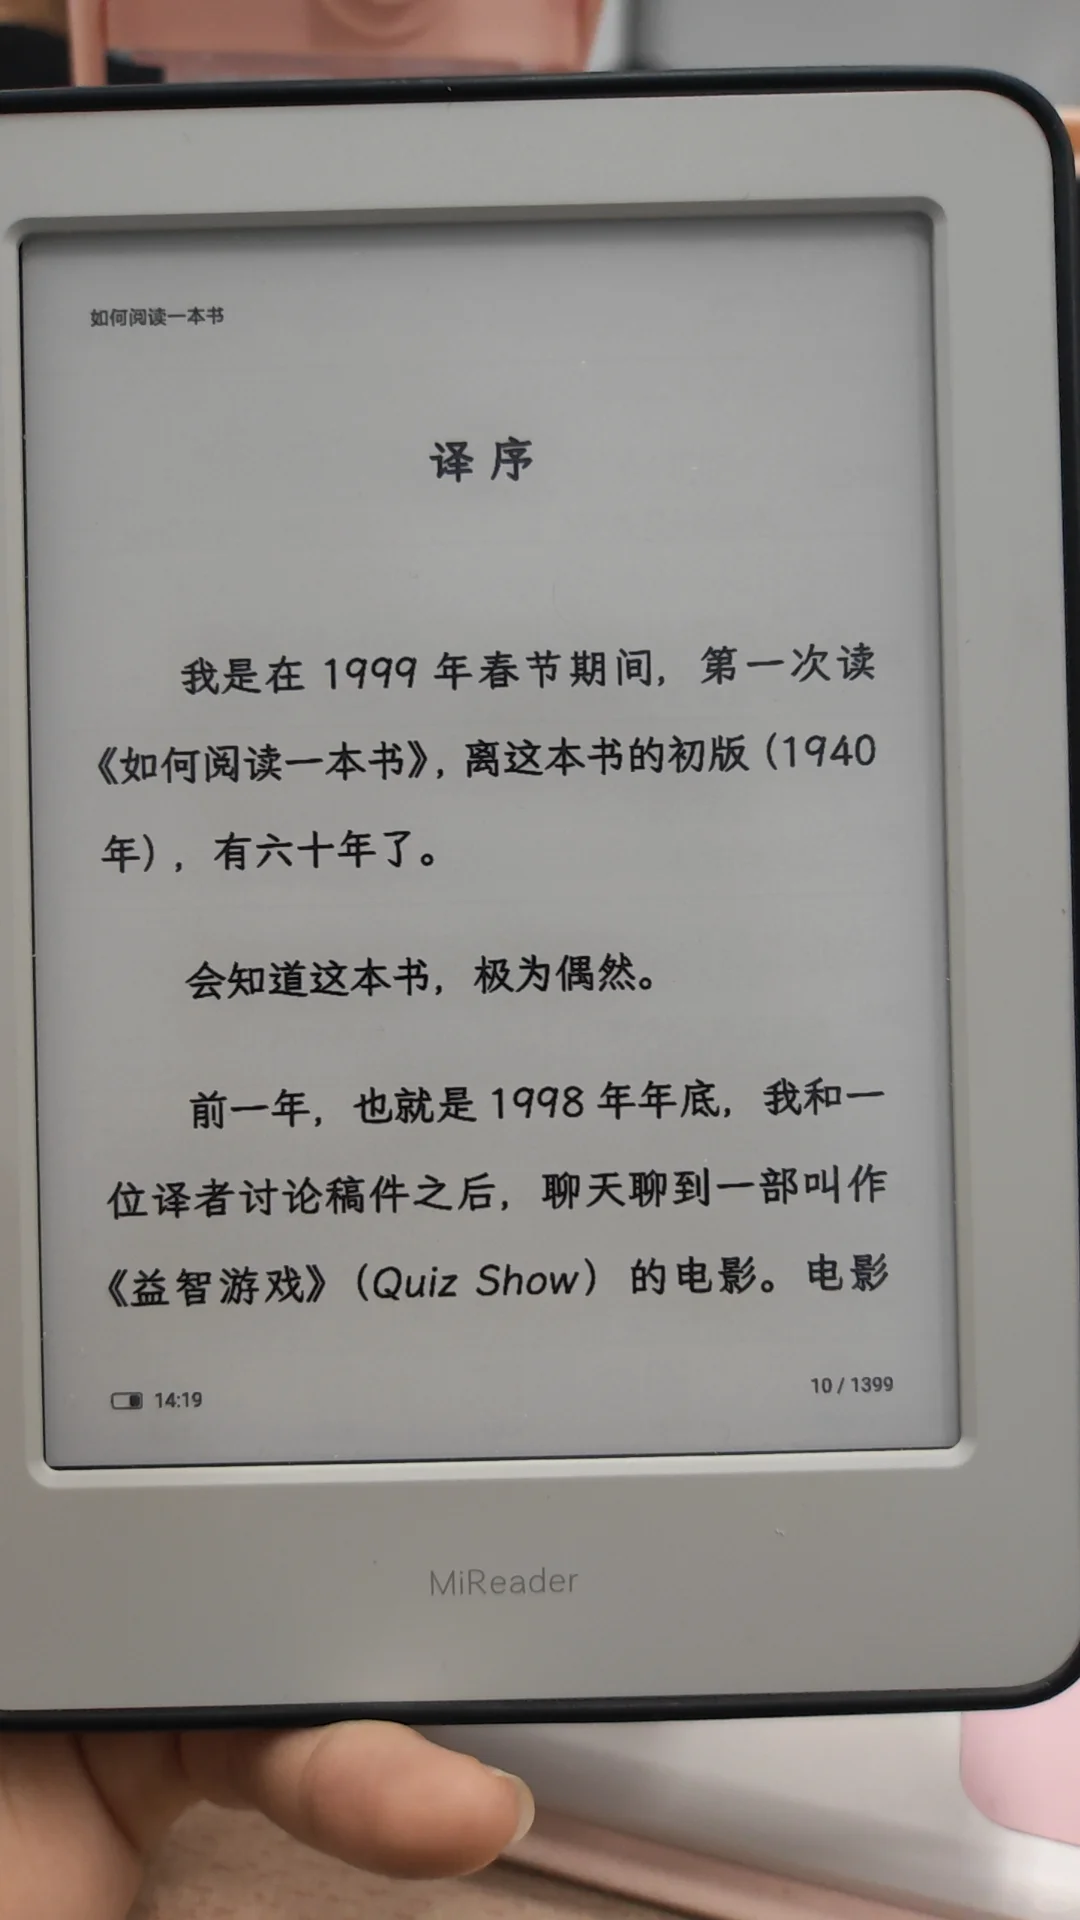 如何阅读一本书
译序
我是在 1999 年春节期间，第一次读
《如何阅读一本书》，离这本书的初版（1940
年），有六十年了。
会知道这本书，极为偶然。
前一年，也就是 1998 年年底，我和一
位译者讨论稿件之后，聊天聊到一部叫作
《益智游戏》（Quiz Show）的电影。电影
14:19
10 / 1399
MiReader